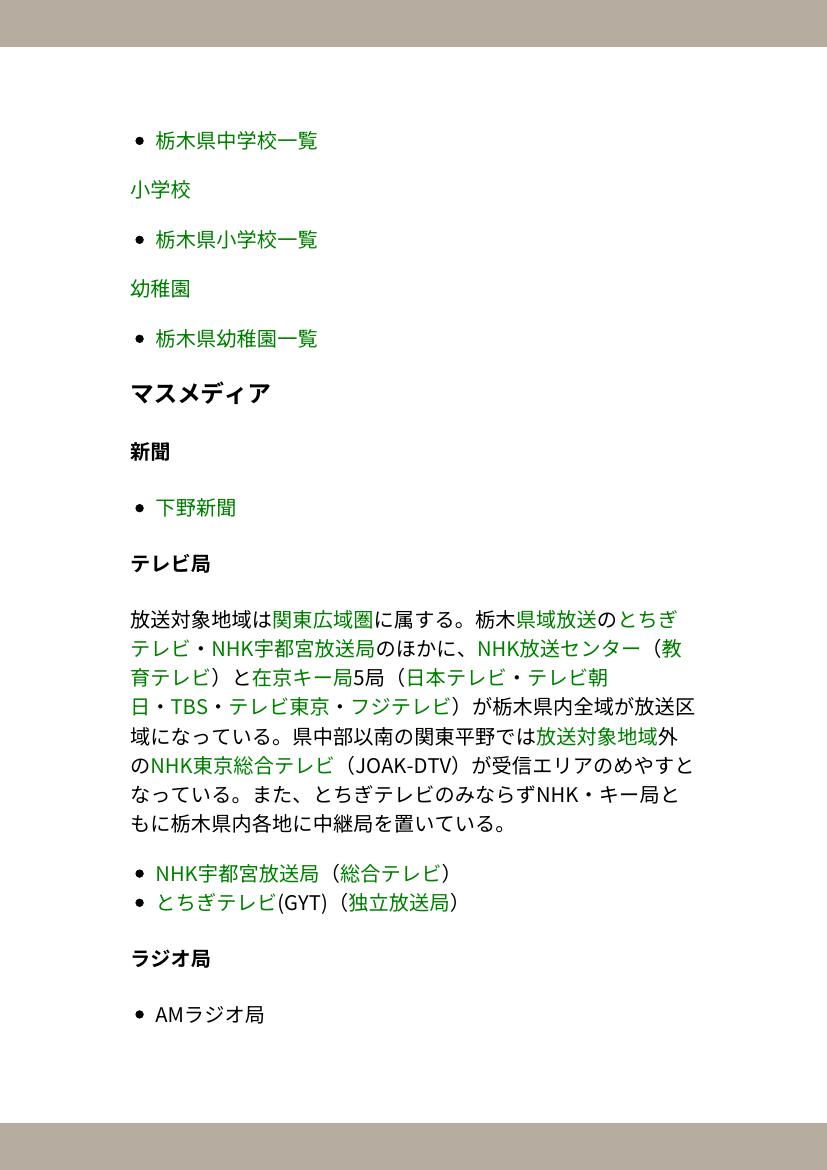 • 栃木県中学校一覧
小学校
• 栃木県小学校一覧
幼稚園
• 栃木県幼稚園一覧
マスメディア
新聞
• 下野新聞
テレビ局
放送対象地域は関東広域圏に属する。栃木県域放送のとちぎ
テレビ・NHK宇都宮放送局のほかに、NHK放送センター（教
育テレビ）と在京キー局5局（日本テレビ・テレビ朝
日・TBS・テレビ東京・フジテレビ）が栃木県内全域が放送区
域になっている。県中部以南の関東平野では放送対象地域外
のNHK東京総合テレビ（JOAK-DTV）が受信エリアのめやすと
なっている。また、とちぎテレビのみならずNHK・キー局と
もに栃木県内各地に中継局を置いている。
• NHK宇都宮放送局（総合テレビ）
• とちぎテレビ(GYT)（独立放送局）
ラジオ局
• AMラジオ局